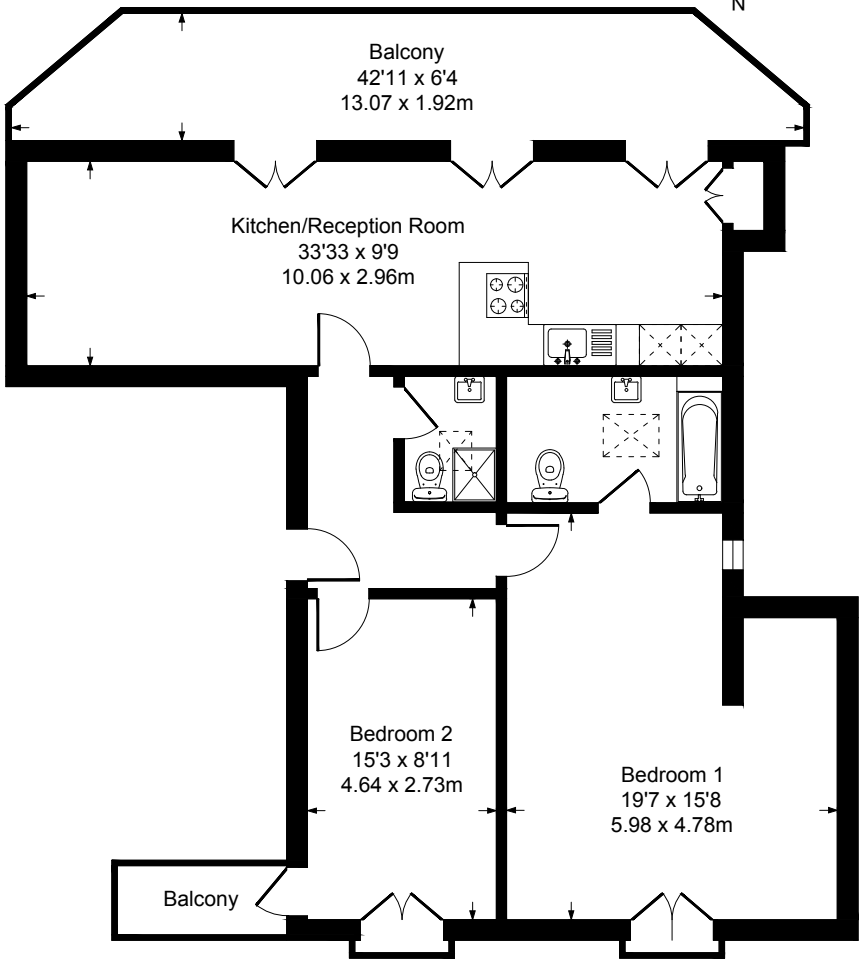 N
Balcony
42'11 x 6'4
13.07 x 1.92m
Kitchen/Reception Room
33'33 x 9'9
10.06 x 2.96m
Bedroom 2
15'3 x 8'11
4.64 x 2.73m
Bedroom 1
19'7 x 15'8
5.98 x 4.78m
Balcony